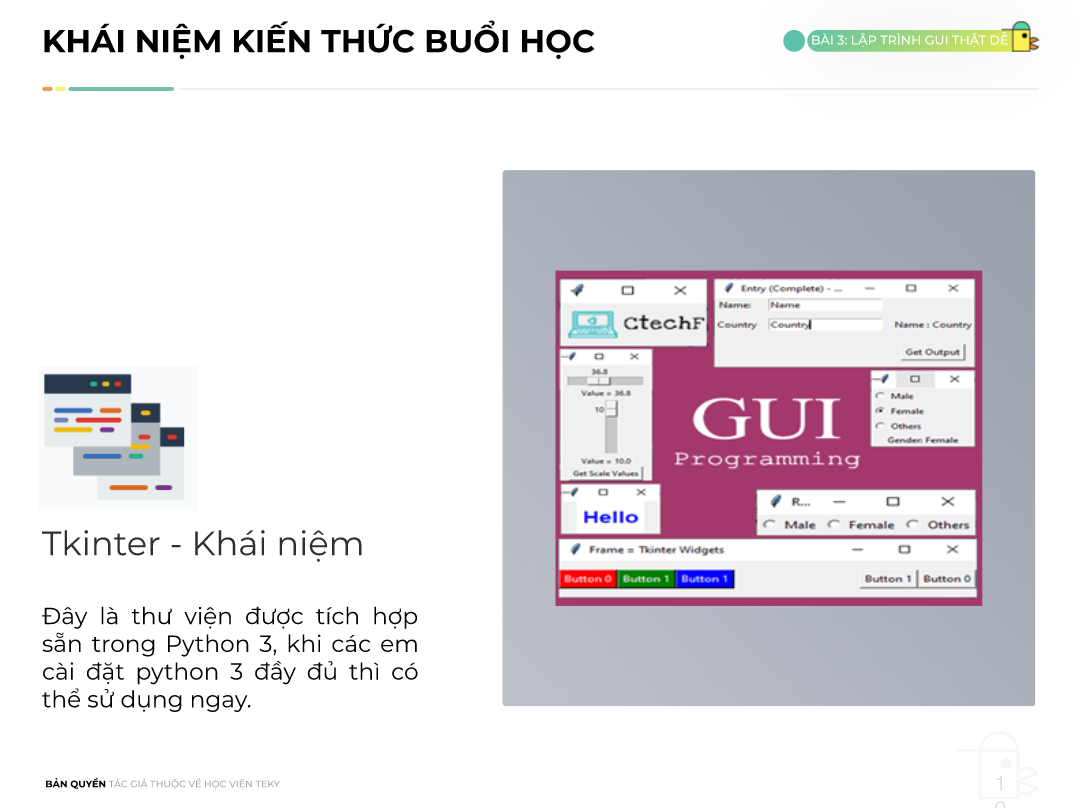 KHÁI NIỆM KIẾN THỨC BUỔI HỌC
BÀI 3: LẬP TRÌNH GUI THẬT DỄ
Tkinter - Khái niệm
Đây là thư viện được tích hợp
sẵn trong Python 3, khi các em
cài đặt python 3 đầy đủ thì có
thể sử dụng ngay.
CtechF
Entry (Complete) - ...
Name: Name
Country Country Name : Country
Get Output
36.8
Value = 36.8
10
Value = 10.0
Get Scale Values
Male
Female
Others
Gender: Female
GUI
Programming
Hello
R...
Male Female Others
Frame = Tkinter Widgets
Button 0 Button 1 Button 1 Button 1 Button 0
BẢN QUYỀN TÁC GIẢ THUỘC VỀ HỌC VIỆN TEKY
1